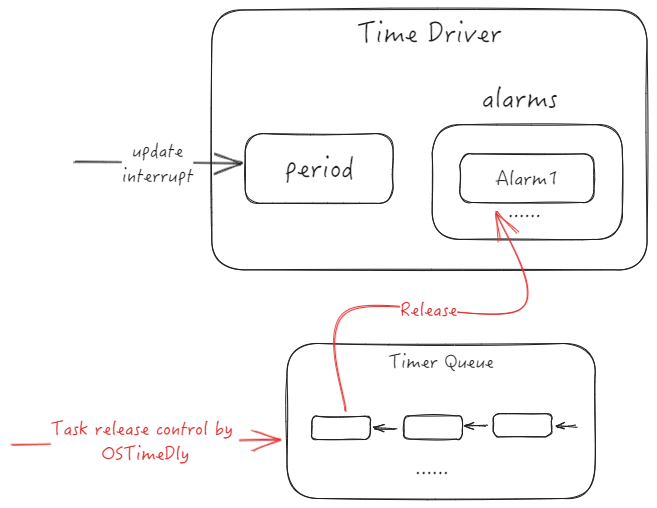 Time Driver
alarms
update
interrupt
period
Alarm1
......
Release
Timer Queue
Task release control by
OSTimeDly
......